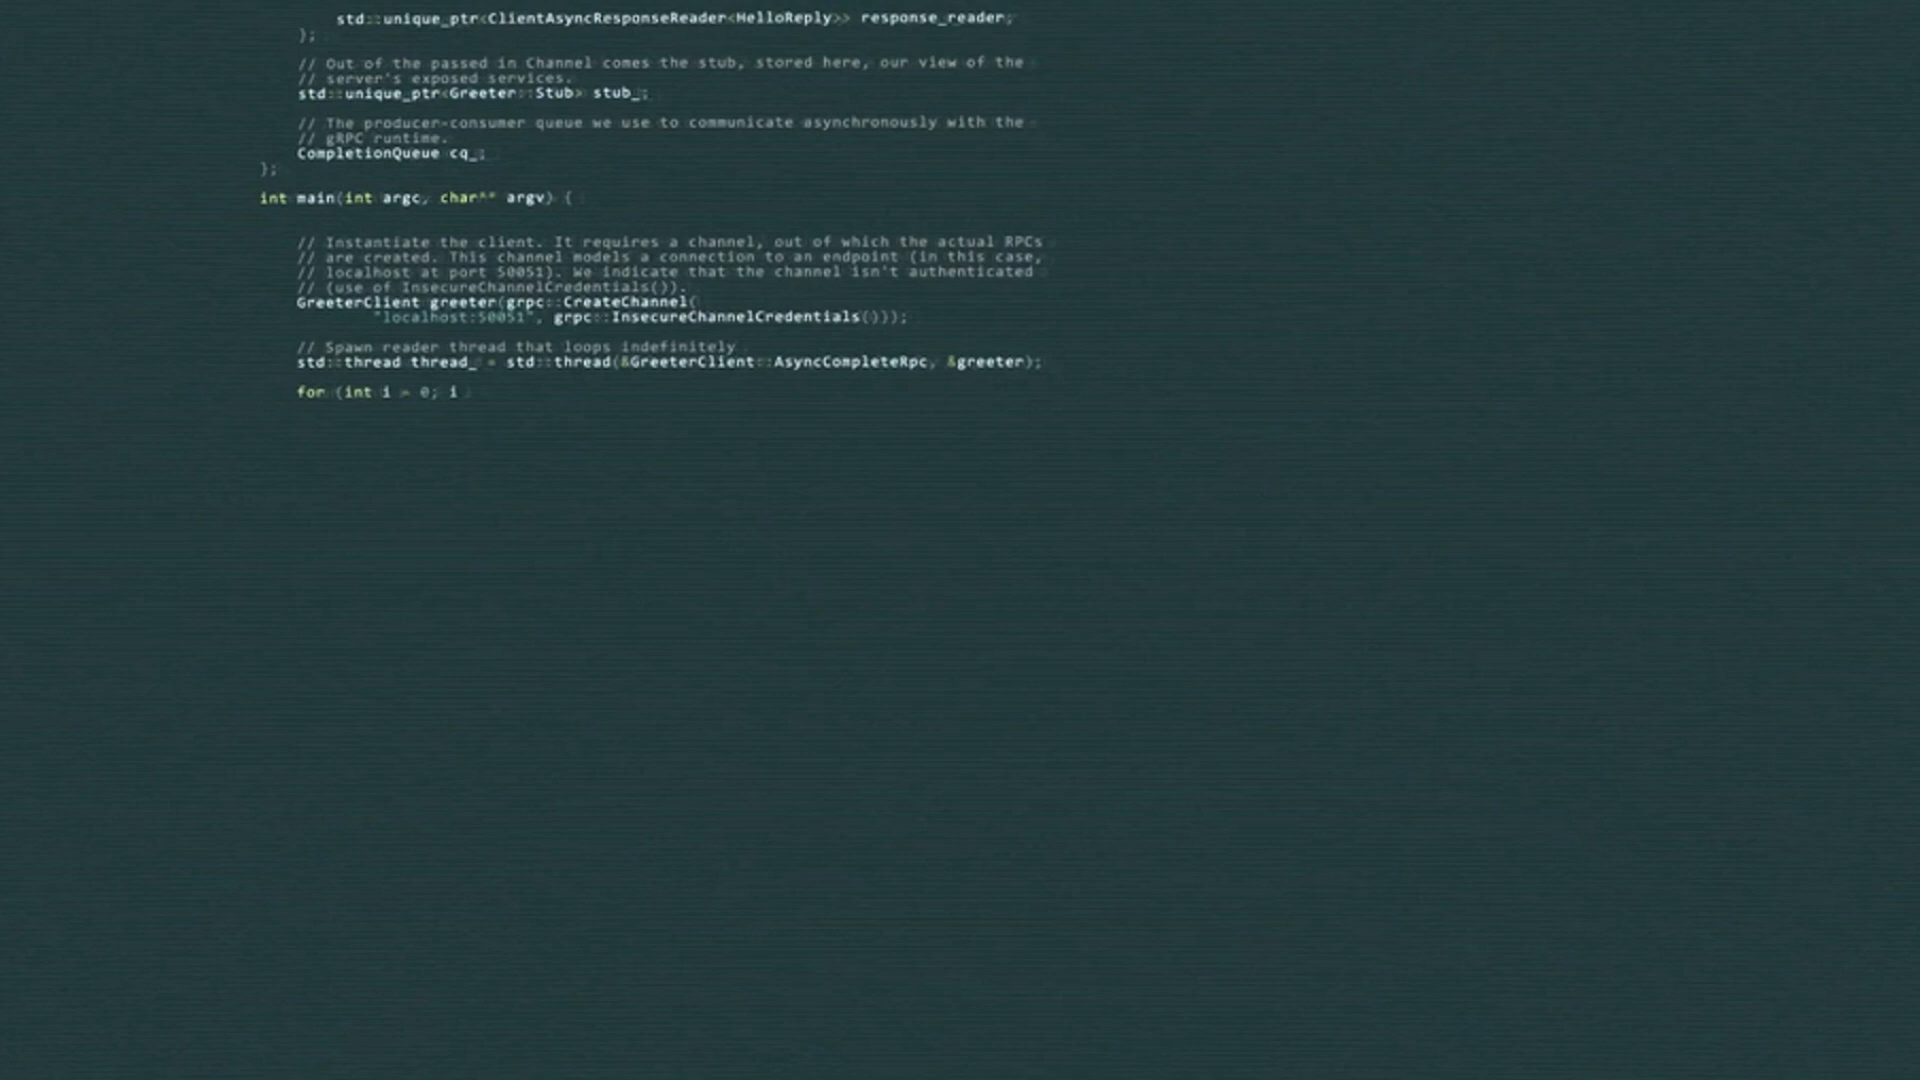 std::unique_ptr<ClientAsyncResponseReader<HelloReply>> response_reader;
};
// Out of the passed in Channel comes the stub, stored here, our view of the
// server's exposed services.
std::unique_ptr<Greeter::Stub> stub_;
// The producer-consumer queue we use to communicate asynchronously with the
// gRPC runtime.
CompletionQueue cq_;
};
int main(int argc, char** argv) {
// Instantiate the client. It requires a channel, out of which the actual RPCs
// are created. This channel models a connection to an endpoint (in this case,
// localhost at port 50051). We indicate that the channel isn't authenticated
// (use of InsecureChannelCredentials()).
GreeterClient greeter(grpc::CreateChannel(
"localhost:50051", grpc::InsecureChannelCredentials()));
// Spawn reader thread that loops indefinitely
std::thread thread_ = std::thread(&GreeterClient::AsyncCompleteRpc, &greeter);
for (int i = 0; i